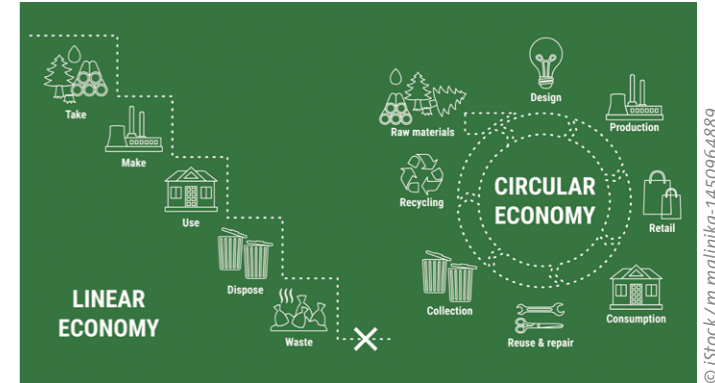 Take
Make
Use
Dispose
Waste
LINEAR
ECONOMY
Raw materials
Design
Production
Retail
Consumption
Reuse & repair
Collection
Recycling
CIRCULAR
ECONOMY
© iStock / m.malinika-1450964889